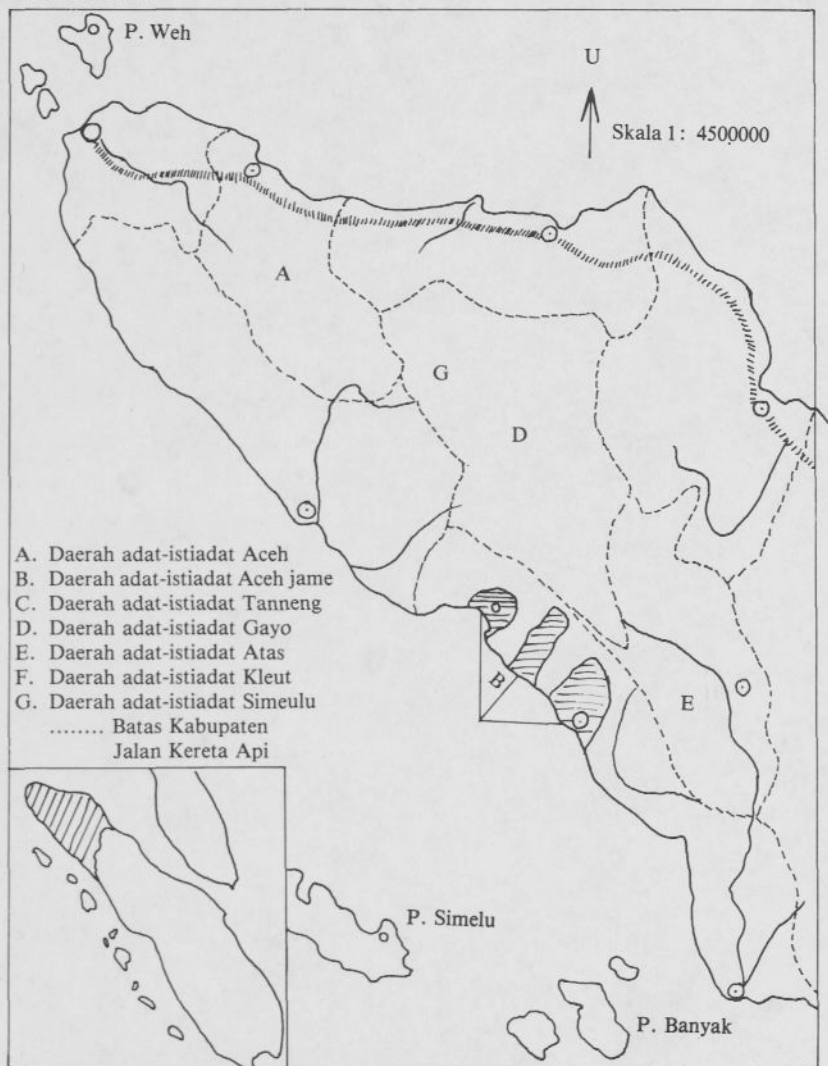 P. Weh
U
Skala 1: 4500000
A
G
D
A. Daerah adat-istiadat Aceh
B. Daerah adat-istiadat Aceh jame
C. Daerah adat-istiadat Tanneng
D. Daerah adat-istiadat Gayo
E. Daerah adat-istiadat Atas
F. Daerah adat-istiadat Kleut
G. Daerah adat-istiadat Simeulu
........ Batas Kabupaten
Jalan Kereta Api
B
E
P. Simelu
P. Banyak